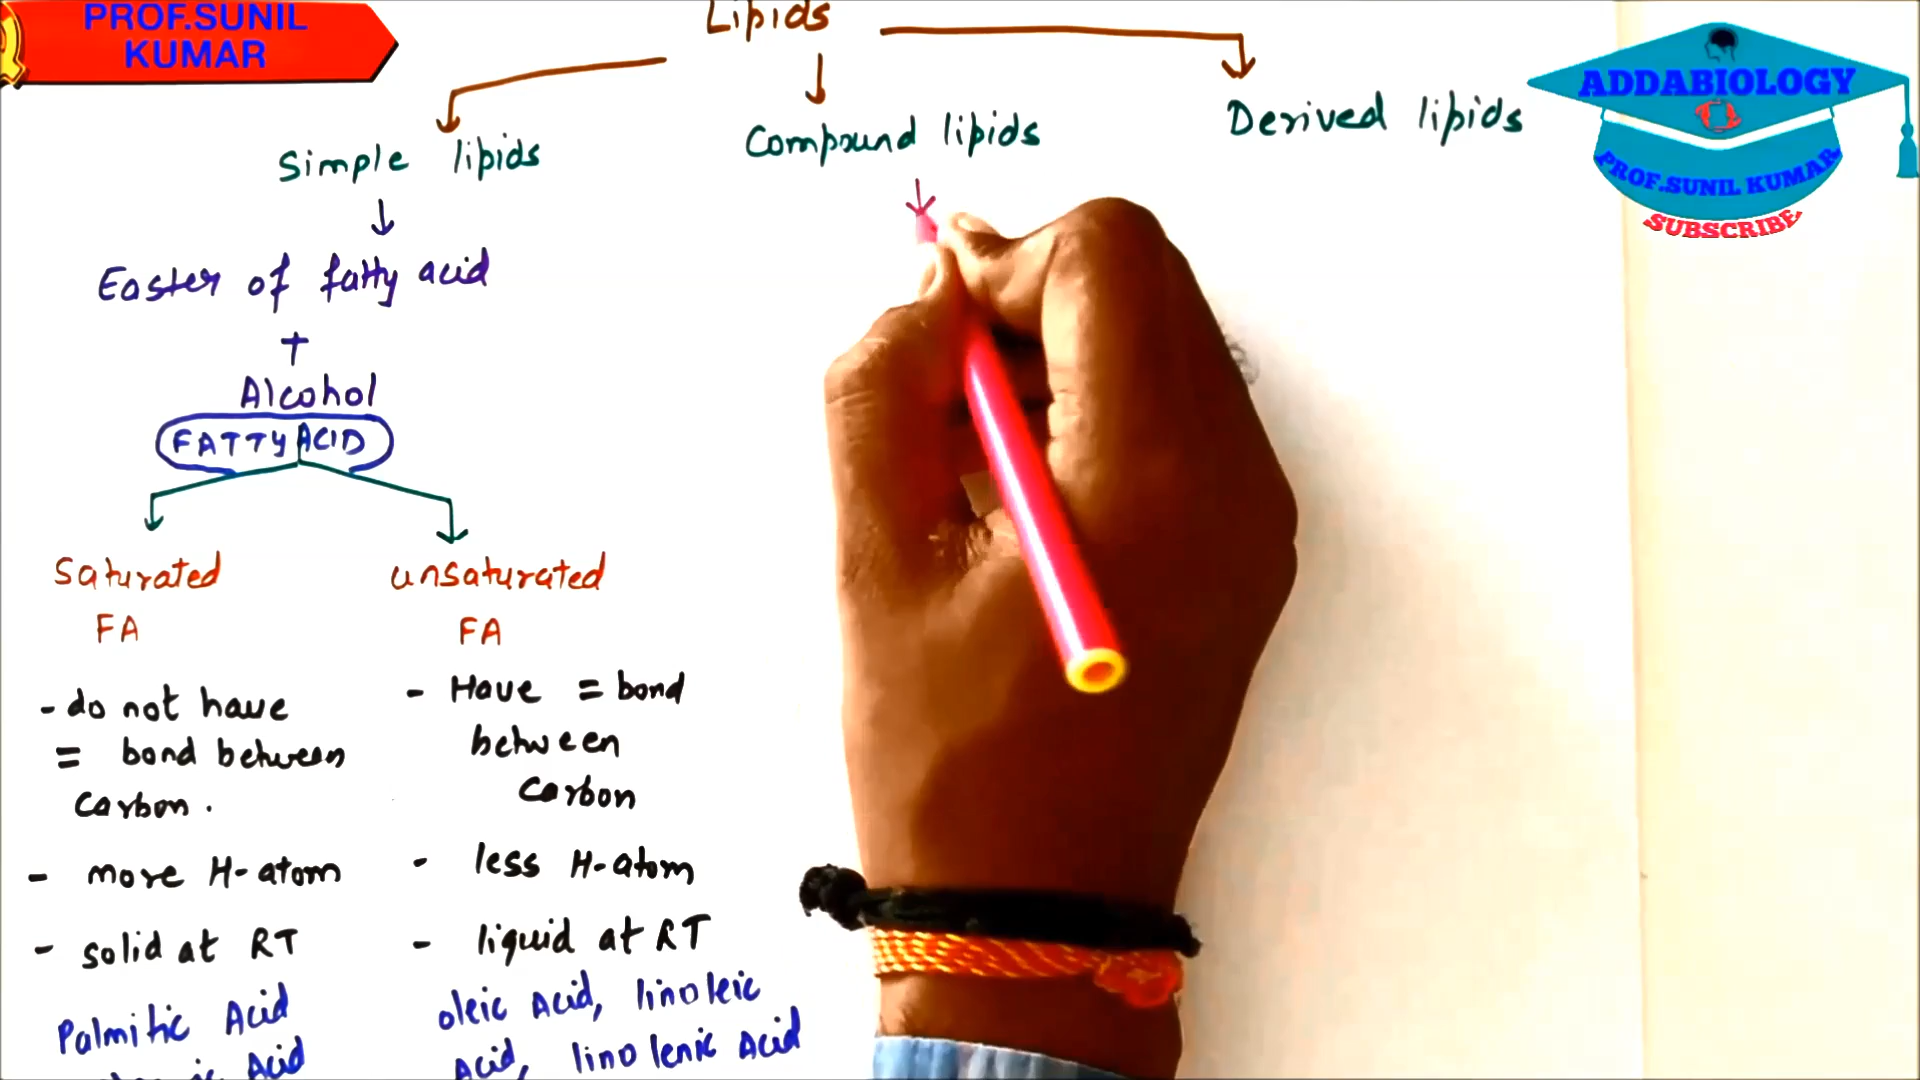 PROF.SUNIL
KUMAR
Lipids
ADDABIOLOGY
PROF.SUNIL KUMAR
SUBSCRIBE
Simple lipids
Compound lipids
Derived lipids
Easter of fatty acid
+
Alcohol
FATTY ACID
Saturated
FA
unsaturated
FA
- do not have
= bond between
Carbon.
- Have = bond
between
Carbon
- more H-atom
- less H-atom
- solid at RT
- liquid at RT
Palmitic Acid
Acid
oleic Acid, linoleic
Acid, linolenic Acid